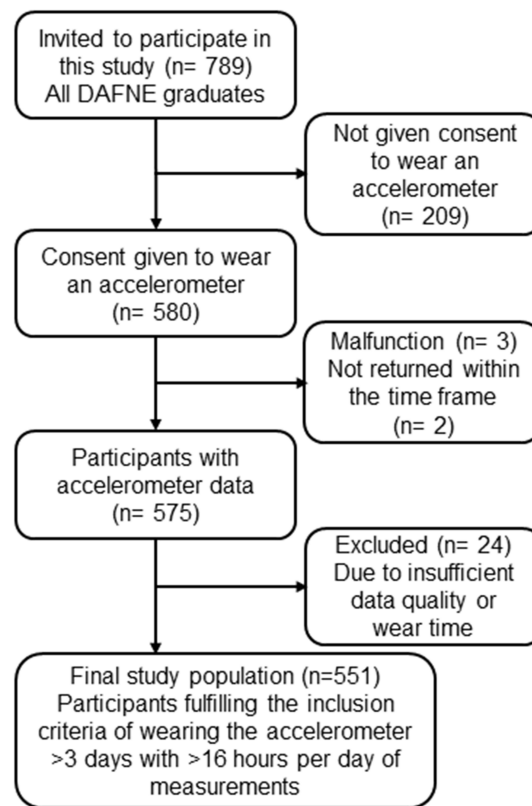 Invited to participate in
this study (n= 789)
All DAFNE graduates
Not given consent
to wear an
accelerometer
(n= 209)
Consent given to wear
an accelerometer
(n= 580)
Malfunction (n= 3)
Not returned within
the time frame
(n= 2)
Participants with
accelerometer data
(n= 575)
Excluded (n= 24)
Due to insufficient
data quality or
wear time
Final study population (n=551)
Participants fulfilling the inclusion
criteria of wearing the accelerometer
>3 days with >16 hours per day of
measurements